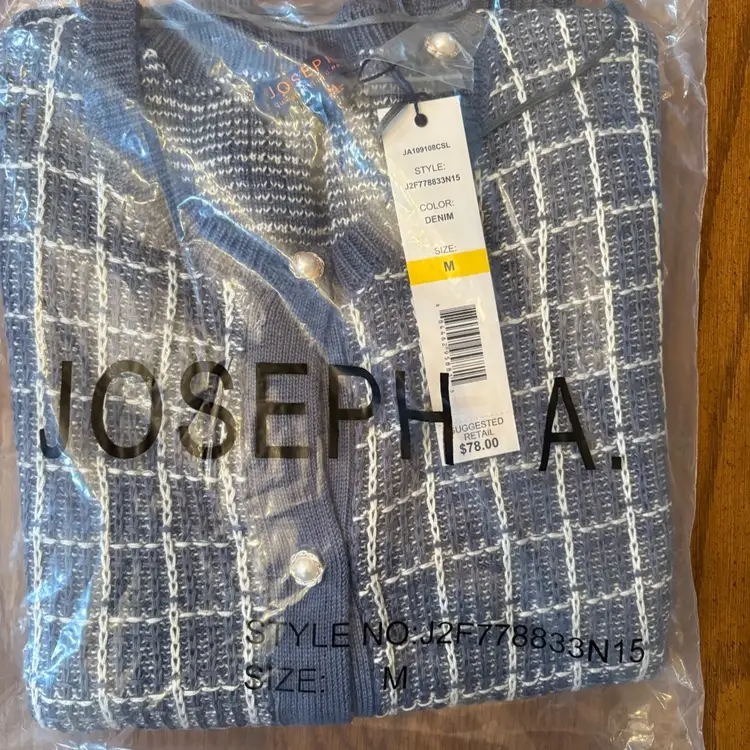 JOSEPH
JA109108CSL
STYLE:
J2F778833N15
COLOR:
DENIM
SIZE:
M
SUGGESTED
RETAIL
$78.00
JOSEPH A.
STYLE NO:J2F778833N15
SIZE: M